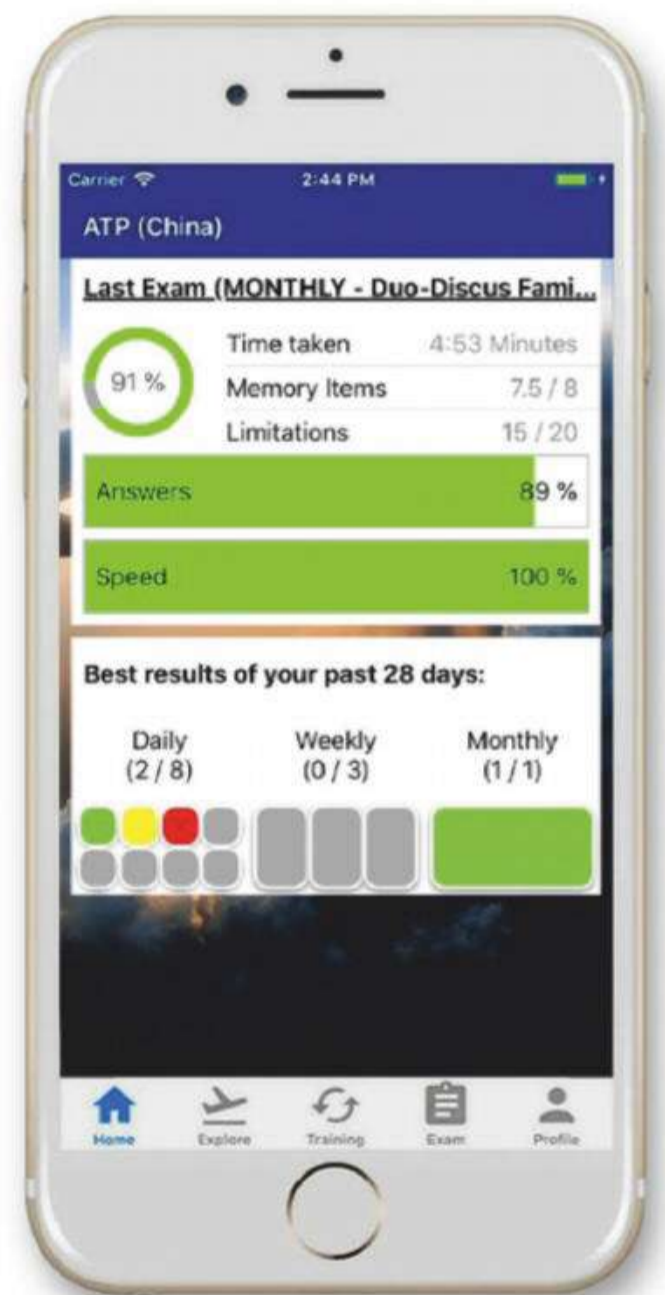 Carrier 2:44 PM
ATP (China)
Last Exam (MONTHLY - Duo-Discus Fami...
91 %
Time taken 4:53 Minutes
Memory Items 7.5 / 8
Limitations 15 / 20
Answers 89 %
Speed 100 %
Best results of your past 28 days:
Daily Weekly Monthly
(2 / 8) (0 / 3) (1 / 1)
Home Explore Training Exam Profile